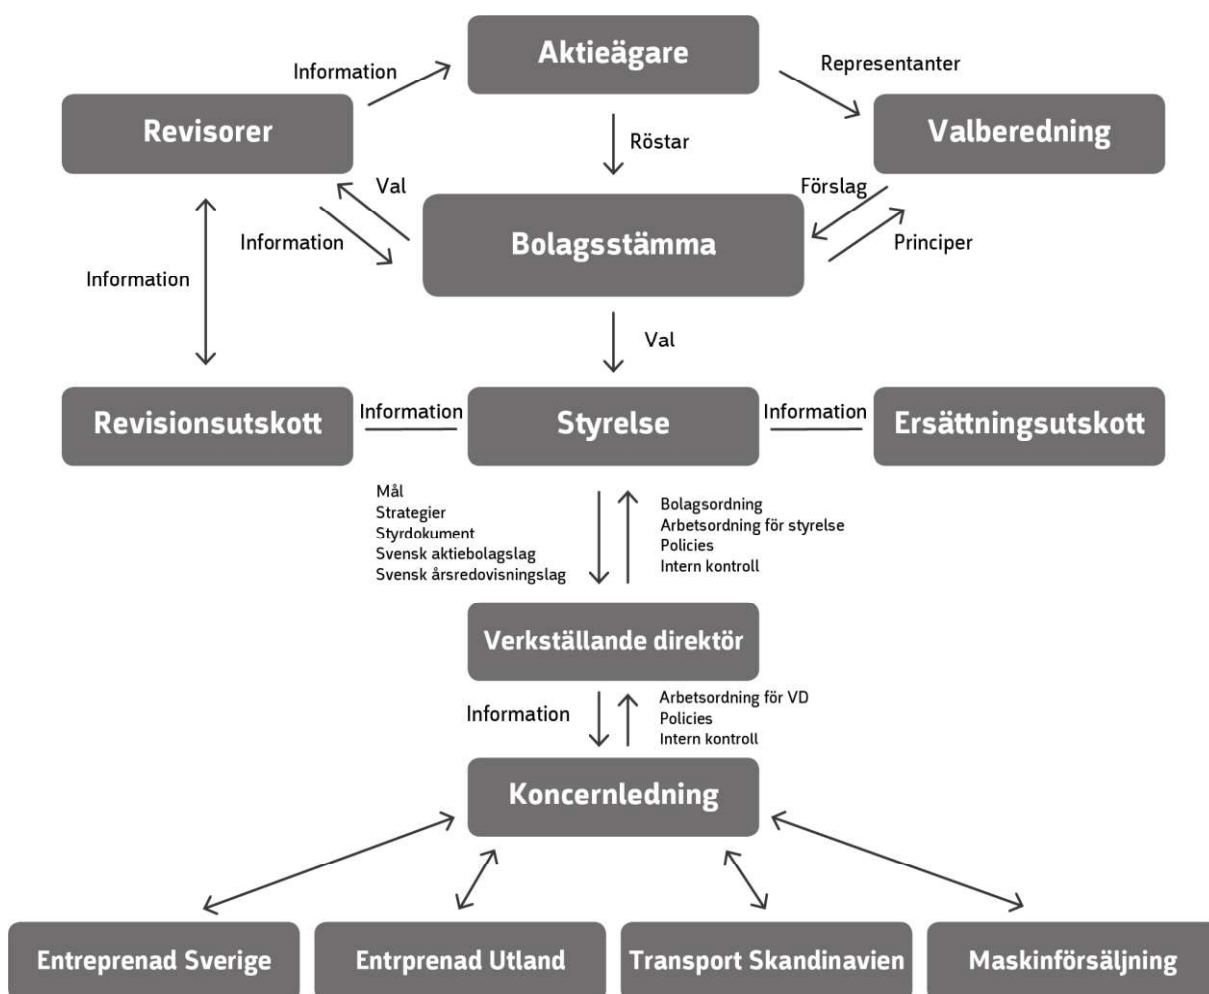 Aktieägare
Information
Representanter
Revisorer
Valberedning
Röstar
Val
Förslag
Information
Bolagsstämma
Principer
Information
Val
Revisionsutskott
Information
Styrelse
Information
Ersättningsutskott
Mål
Strategier
Styrdokument
Svensk aktiebolagslag
Svensk årsredovisningslag
Bolagsordning
Arbetsordning för styrelse
Policies
Intern kontroll
Verkställande direktör
Information
Arbetsordning för VD
Policies
Intern kontroll
Koncernledning
Entreprenad Sverige
Entrprenad Utland
Transport Skandinavien
Maskinförsäljning